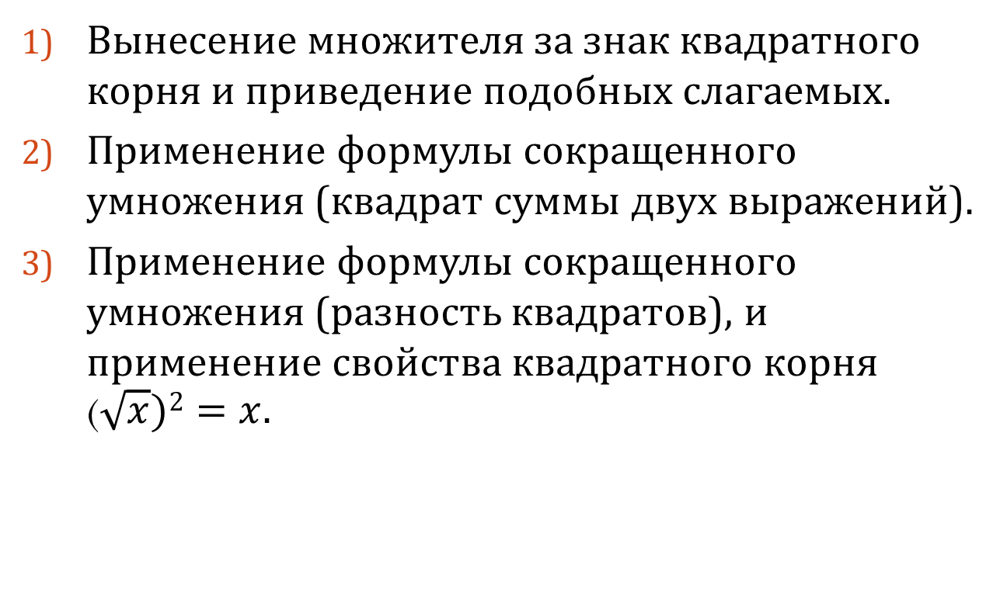 1) Вынесение множителя за знак квадратного
корня и приведение подобных слагаемых.
2) Применение формулы сокращенного
умножения (квадрат суммы двух выражений).
3) Применение формулы сокращенного
умножения (разность квадратов), и
применение свойства квадратного корня
(√x)² = x.